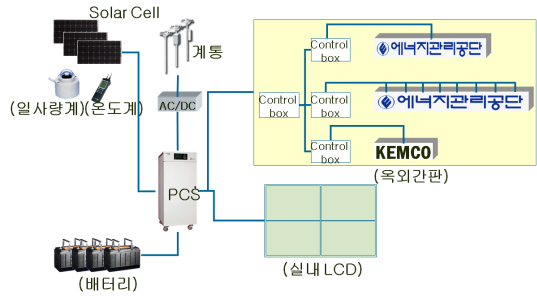 Solar Cell
계통
(일사량계)(온도계)
AC/DC
PCS
(배터리)
Control
box
Control
box
에너지관리공단
Control
box
에너지관리공단
Control
box
KEMCO
(옥외간판)
(실내 LCD)